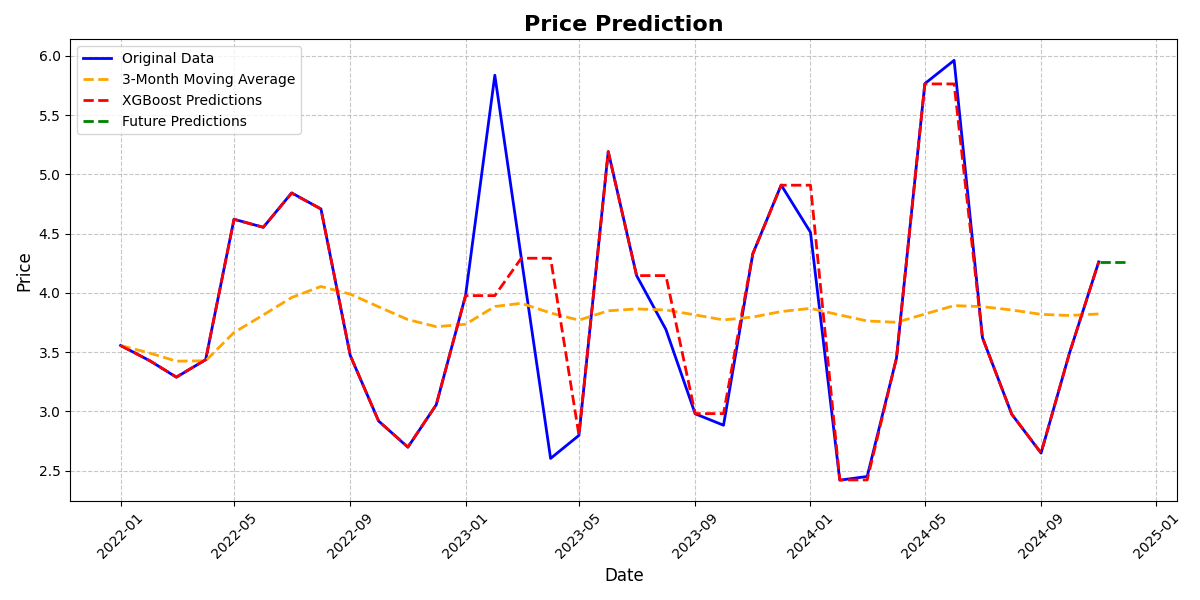 Price Prediction
Original Data
3-Month Moving Average
XGBoost Predictions
Future Predictions
6.0
5.5
5.0
4.5
4.0
3.5
3.0
2.5
Price
2022-01
2022-05
2022-09
2023-01
2023-05
2023-09
2024-01
2024-05
2024-09
2025-01
Date